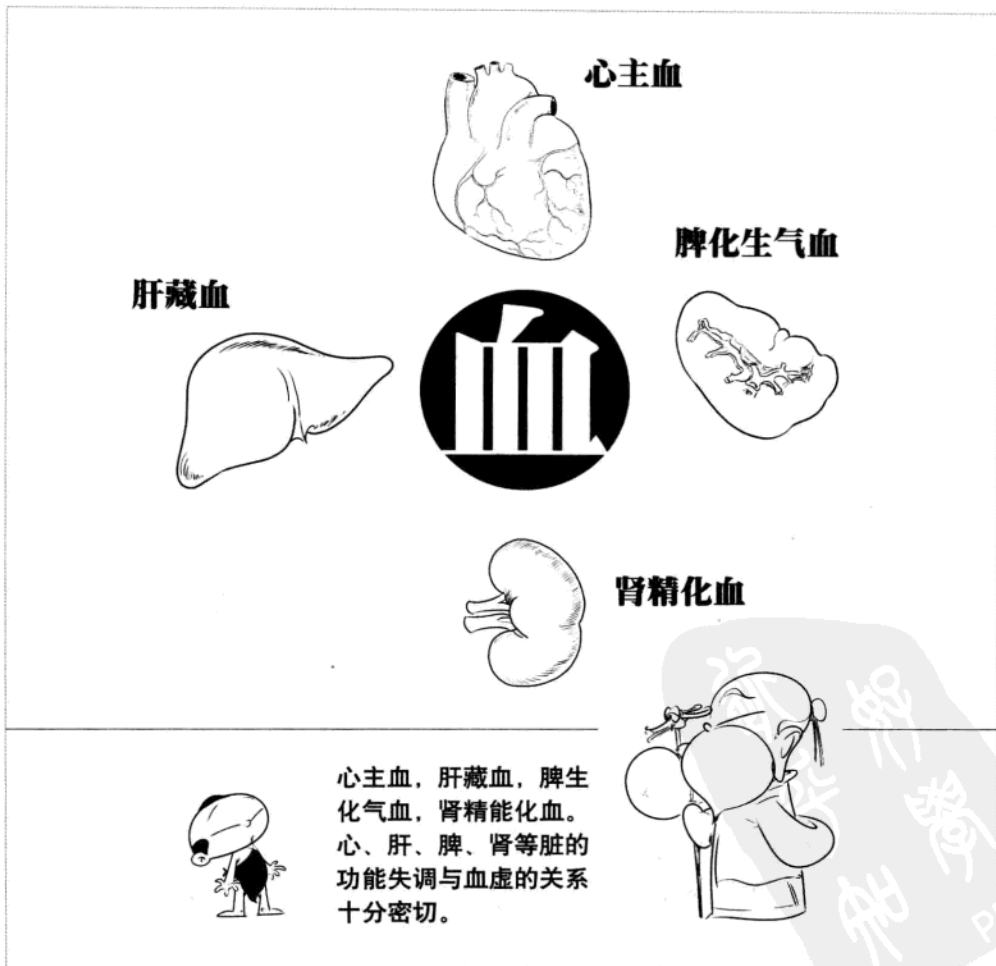 心主血
脾化生气血
肝藏血
血
肾精化血
心主血，肝藏血，脾生
化气血，肾精能化血。
心、肝、脾、肾等脏的
功能失调与血虚的关系
十分密切。